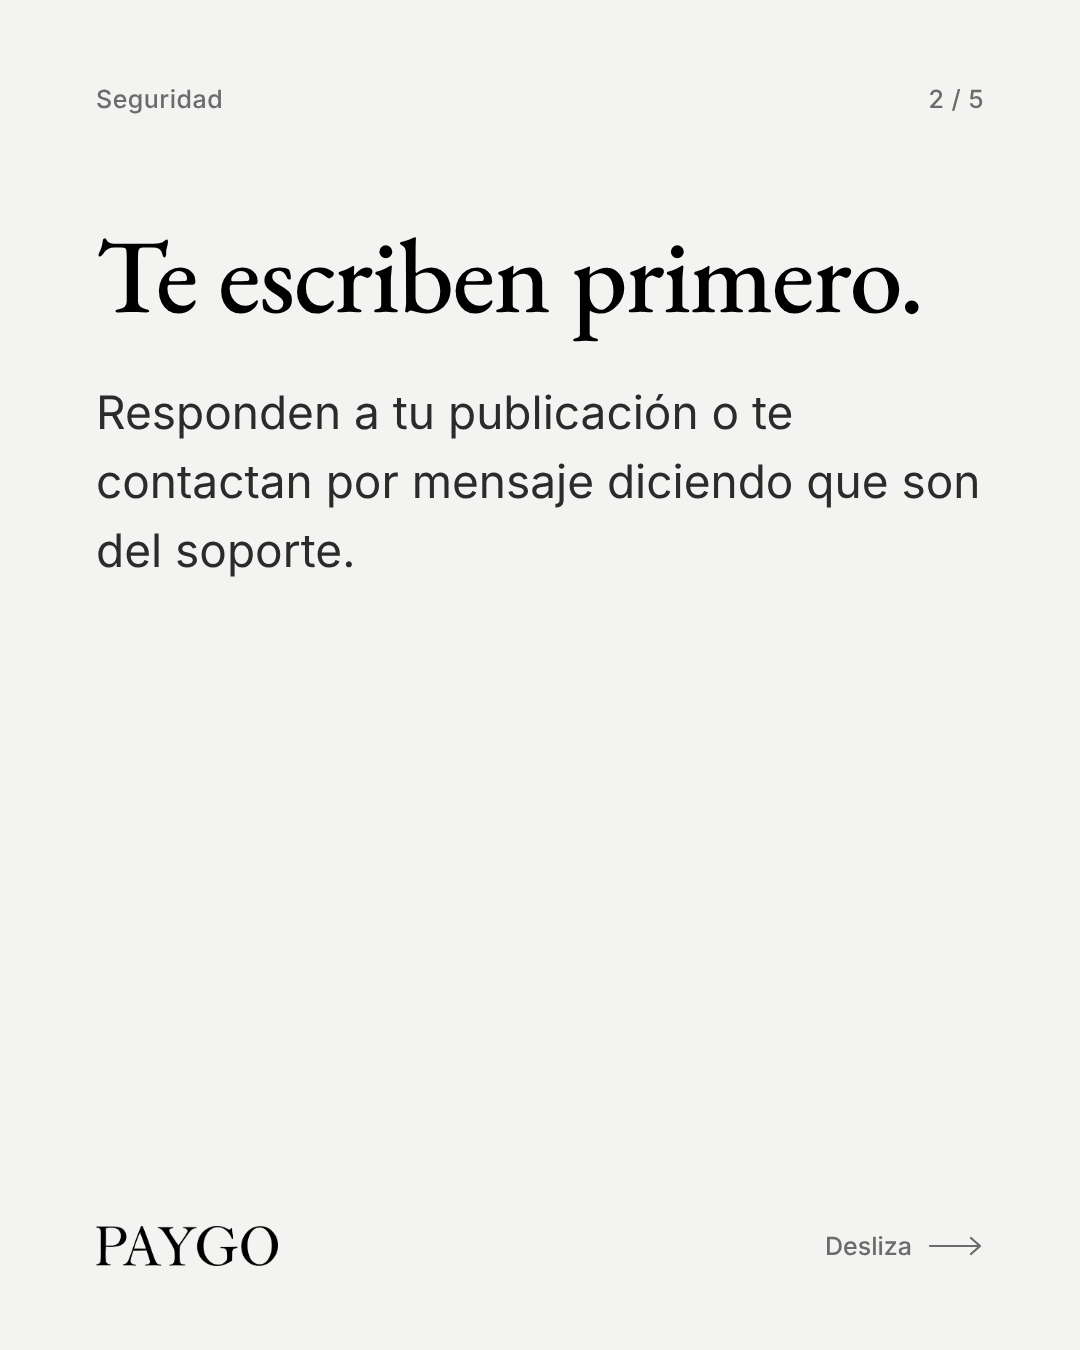 Seguridad
2 / 5
Te escriben primero.
Responden a tu publicación o te
contactan por mensaje diciendo que son
del soporte.
PAYGO
Desliza